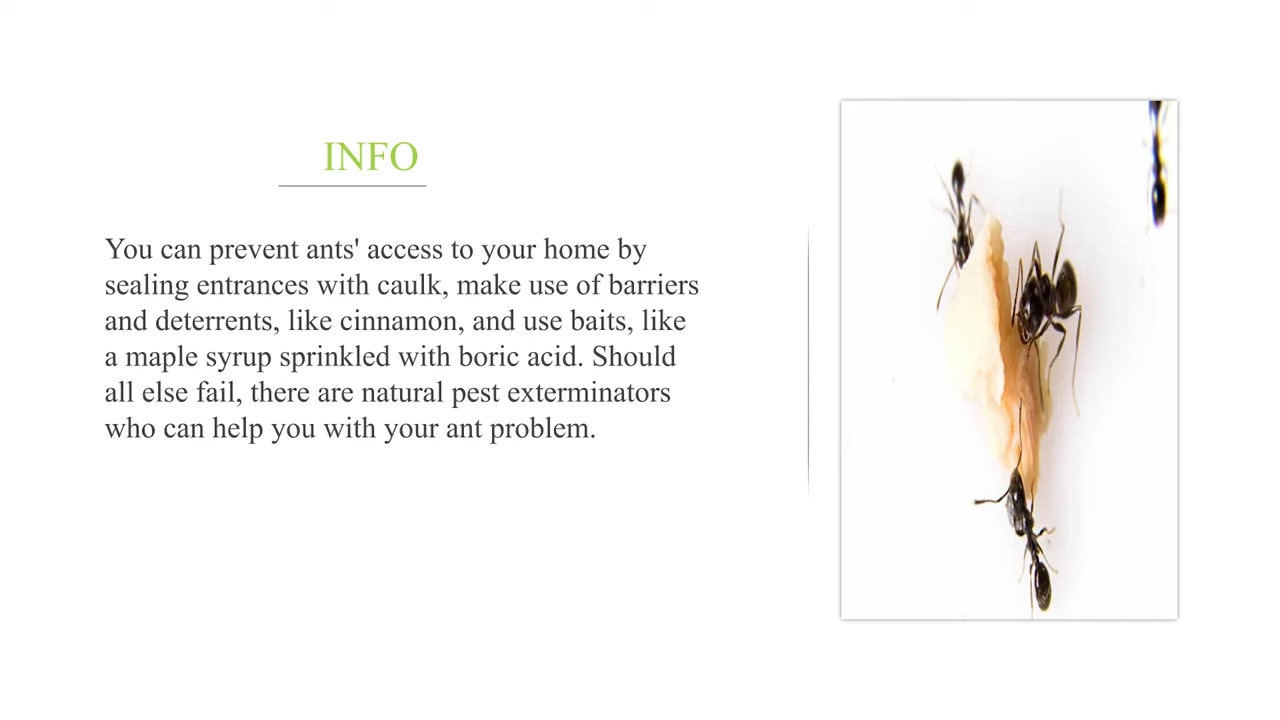 INFO
You can prevent ants' access to your home by
sealing entrances with caulk, make use of barriers
and deterrents, like cinnamon, and use baits, like
a maple syrup sprinkled with boric acid. Should
all else fail, there are natural pest exterminators
who can help you with your ant problem.